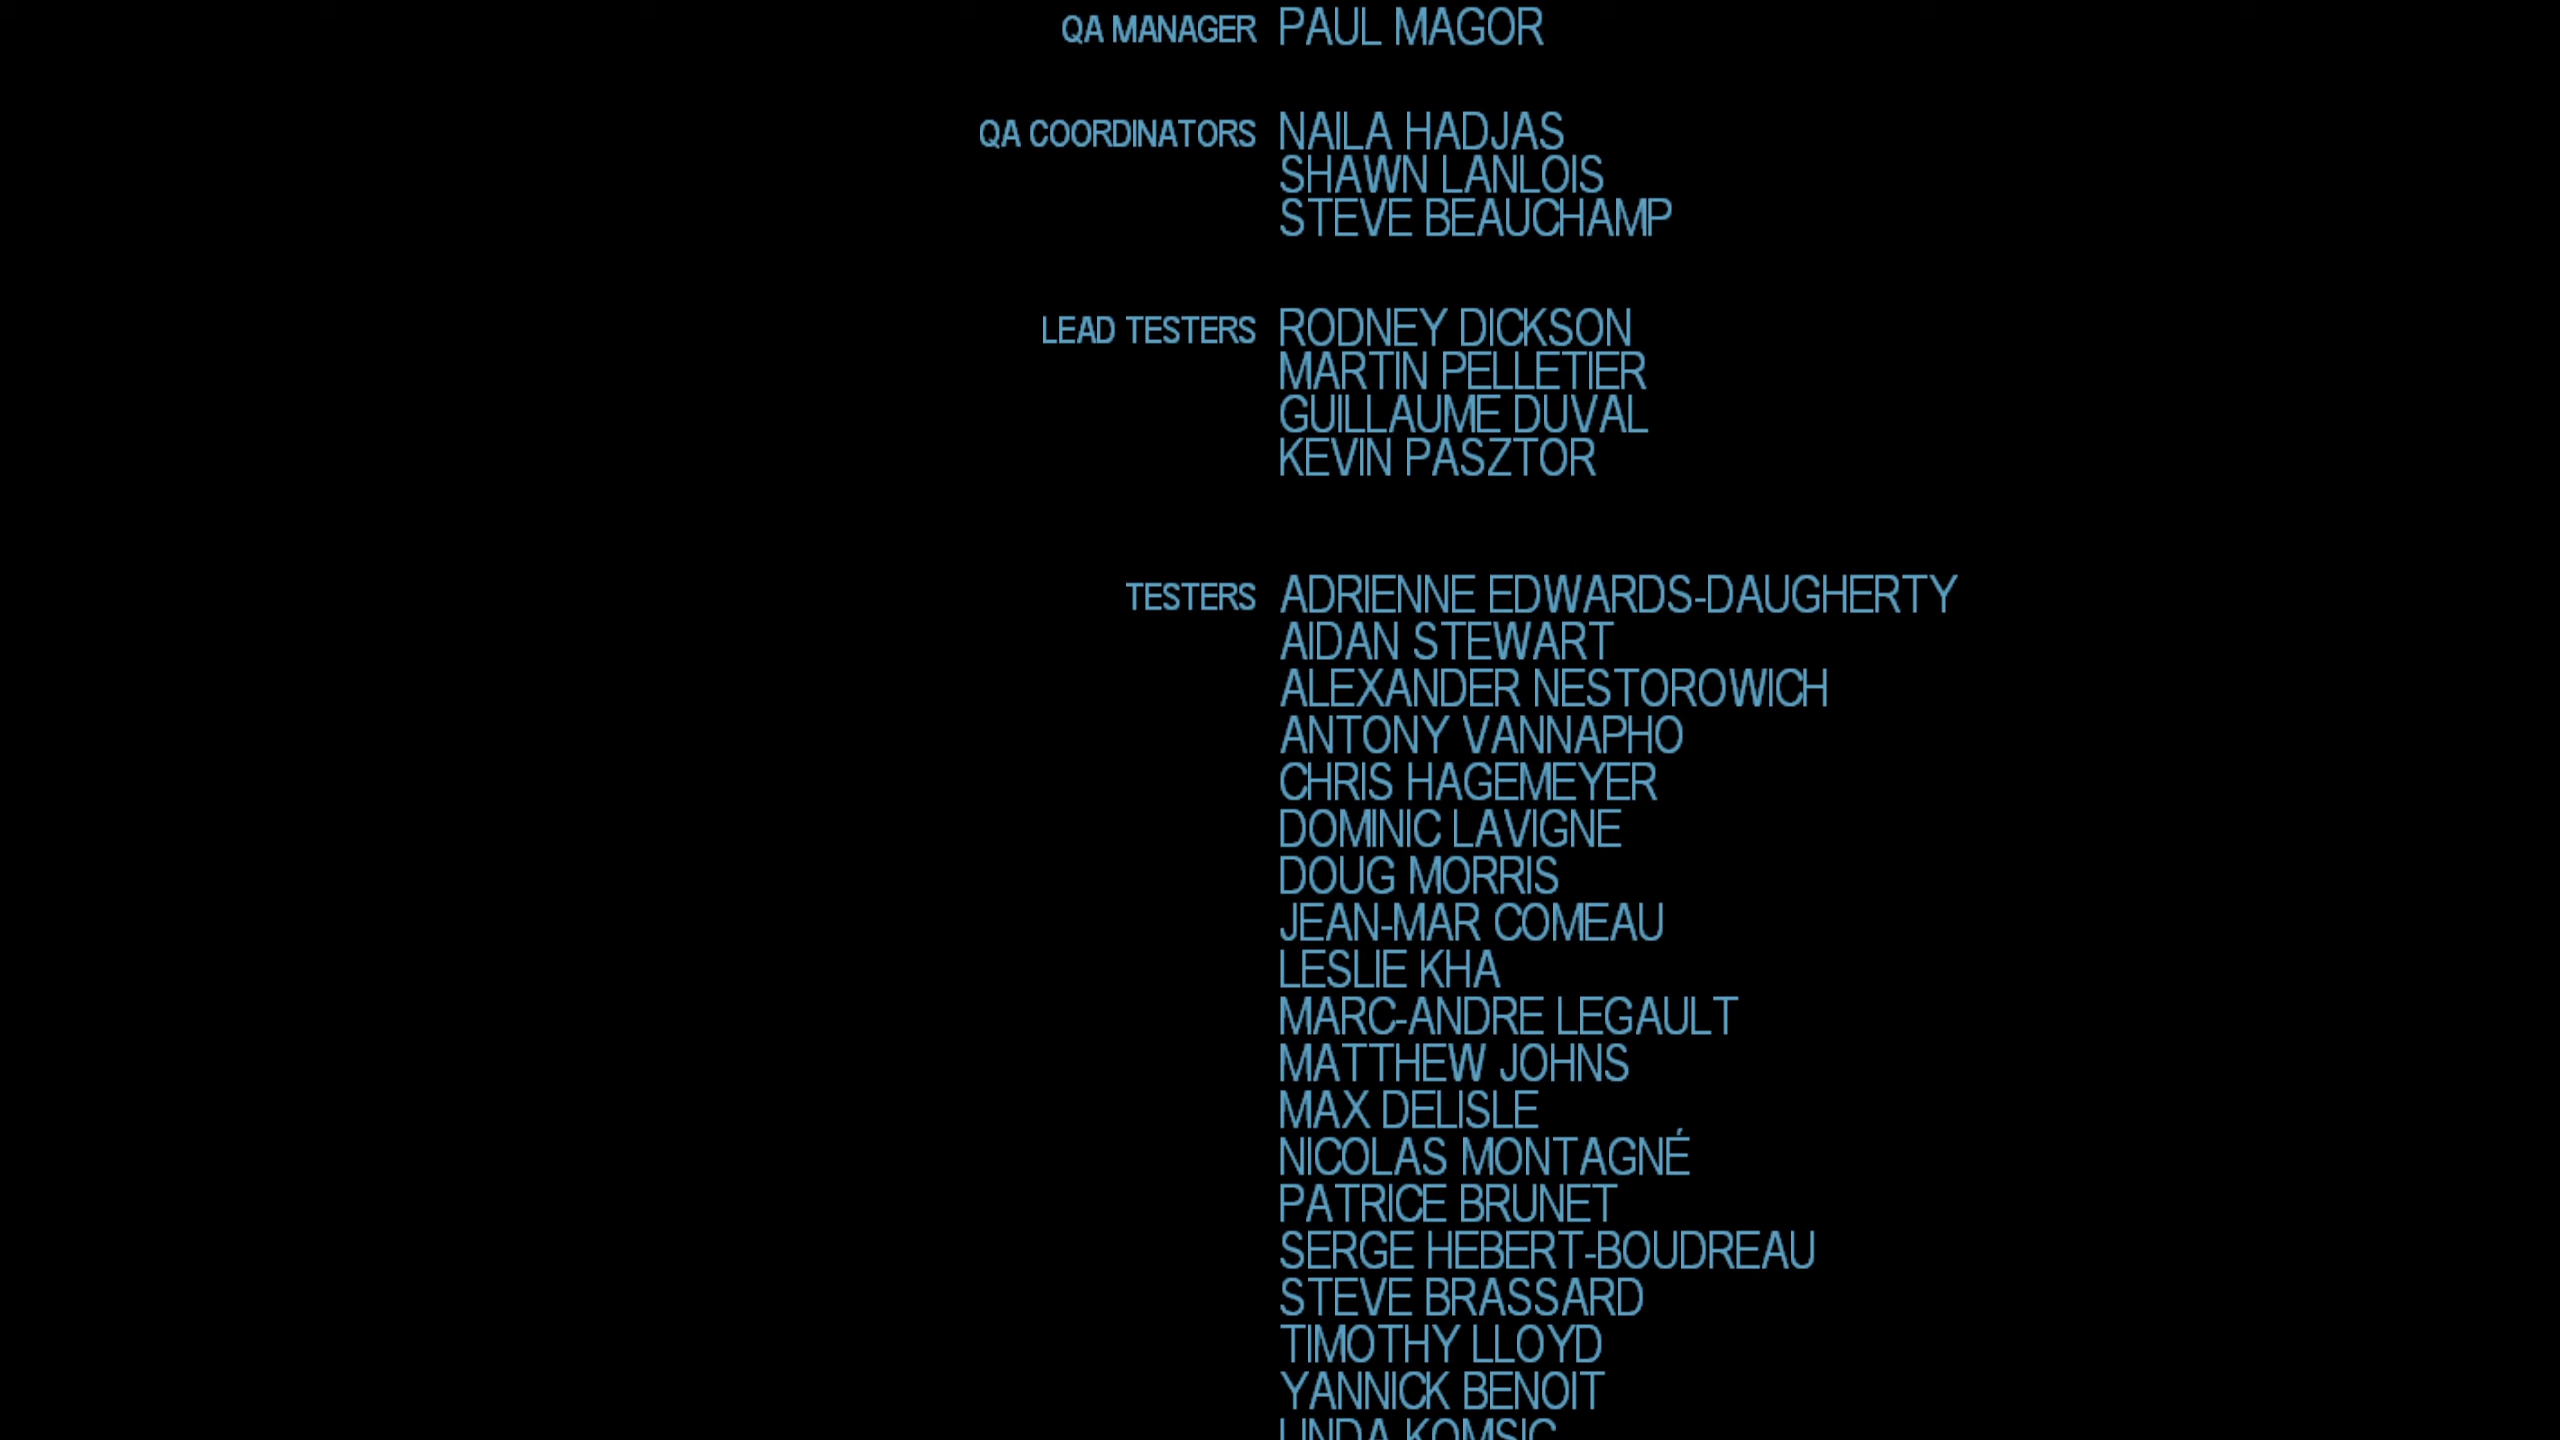 QA MANAGER PAUL MAGOR
QA COORDINATORS NAILA HADJAS
SHAWN LANLOIS
STEVE BEAUCHAMP
LEAD TESTERS RODNEY DICKSON
MARTIN PELLETIER
GUILLAUME DUVAL
KEVIN PASZTOR
TESTERS ADRIENNE EDWARDS-DAUGHERTY
AIDAN STEWART
ALEXANDER NESTOROWICH
ANTONY VANNAPHO
CHRIS HAGEMEYER
DOMINIC LAVIGNE
DOUG MORRIS
JEAN-MAR COMEAU
LESLIE KHA
MARC-ANDRE LEGAULT
MATTHEW JOHNS
MAX DELISLE
NICOLAS MONTAGNÉ
PATRICE BRUNET
SERGE HEBERT-BOUDREAU
STEVE BRASSARD
TIMOTHY LLOYD
YANNICK BENOIT
LINDA KOMSIC